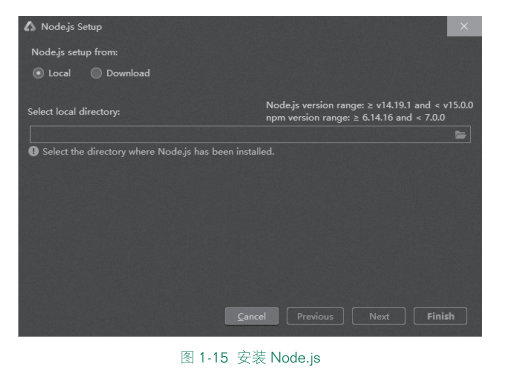 Node.js Setup
Node.js setup from:
Local Download
Select local directory:
Node.js version range: ≥ v14.19.1 and < v15.0.0
npm version range: ≥ 6.14.16 and < 7.0.0
Select the directory where Node.js has been installed.
Cancel Previous Next Finish
图 1-15 安装 Node.js